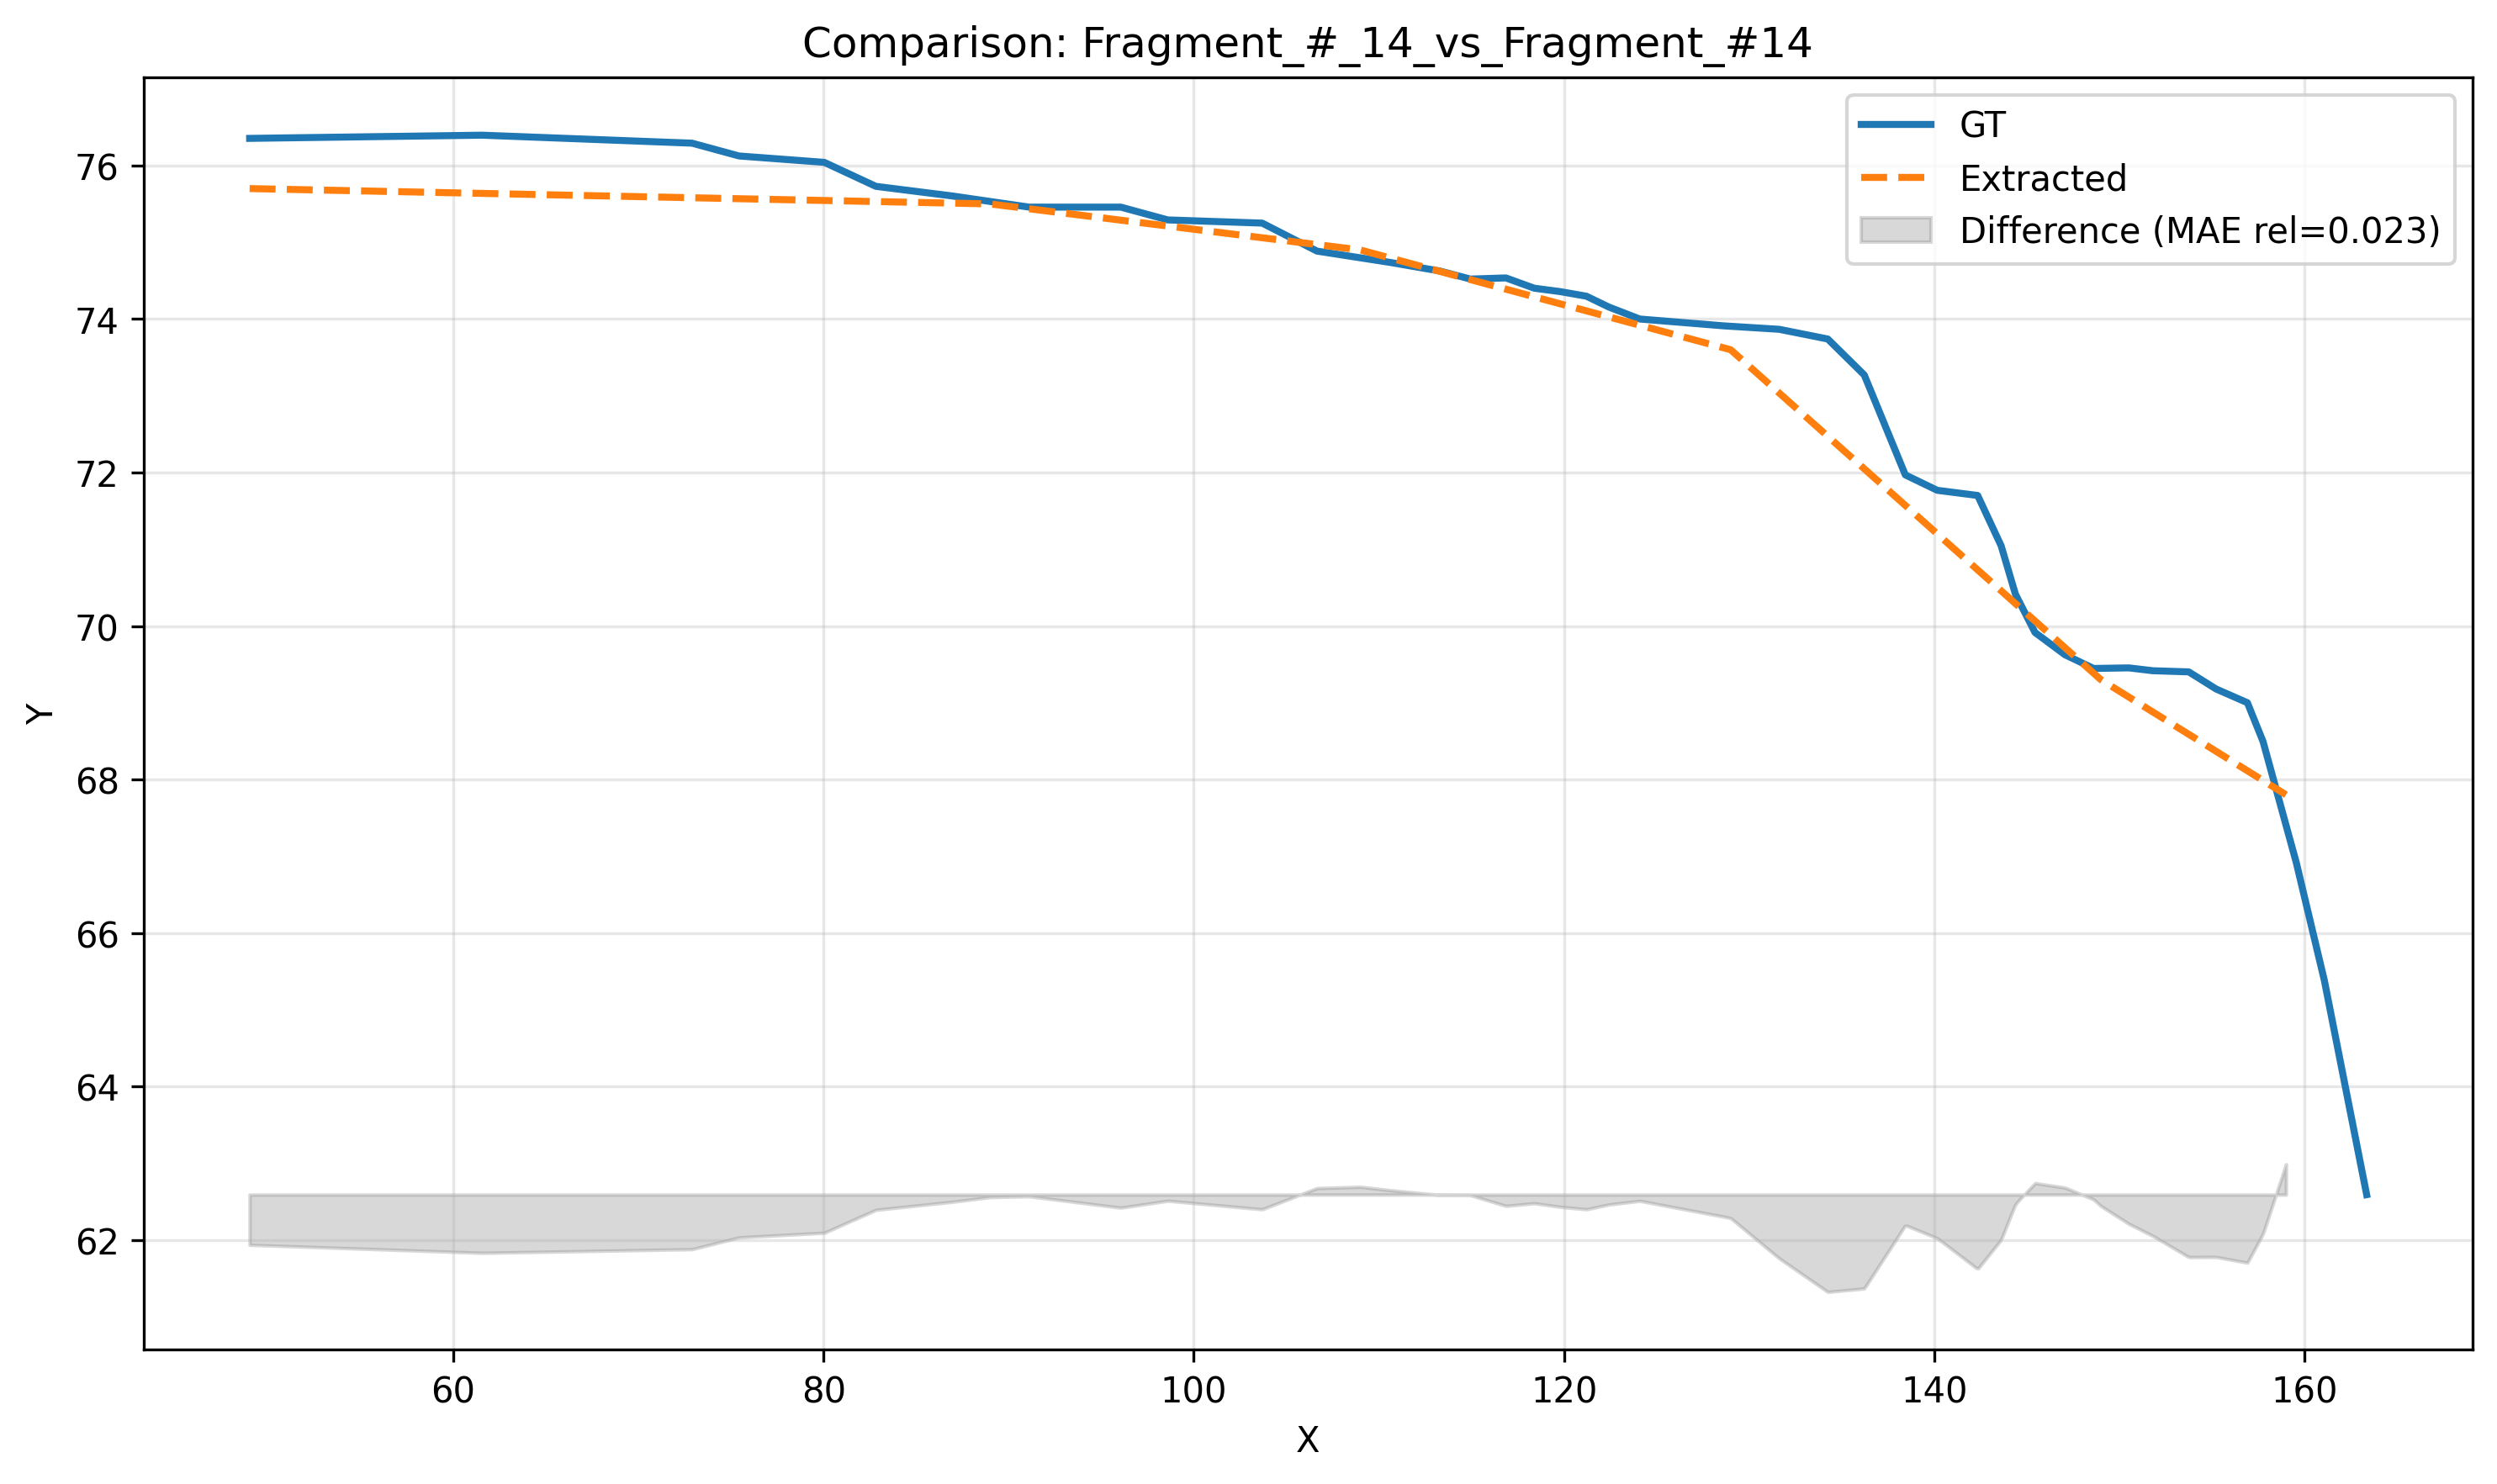 Comparison: Fragment_#_14_vs_Fragment_#14
GT
Extracted
Difference (MAE rel=0.023)
76
74
72
70
68
66
64
62
Y
60 80 100 120 140 160
X